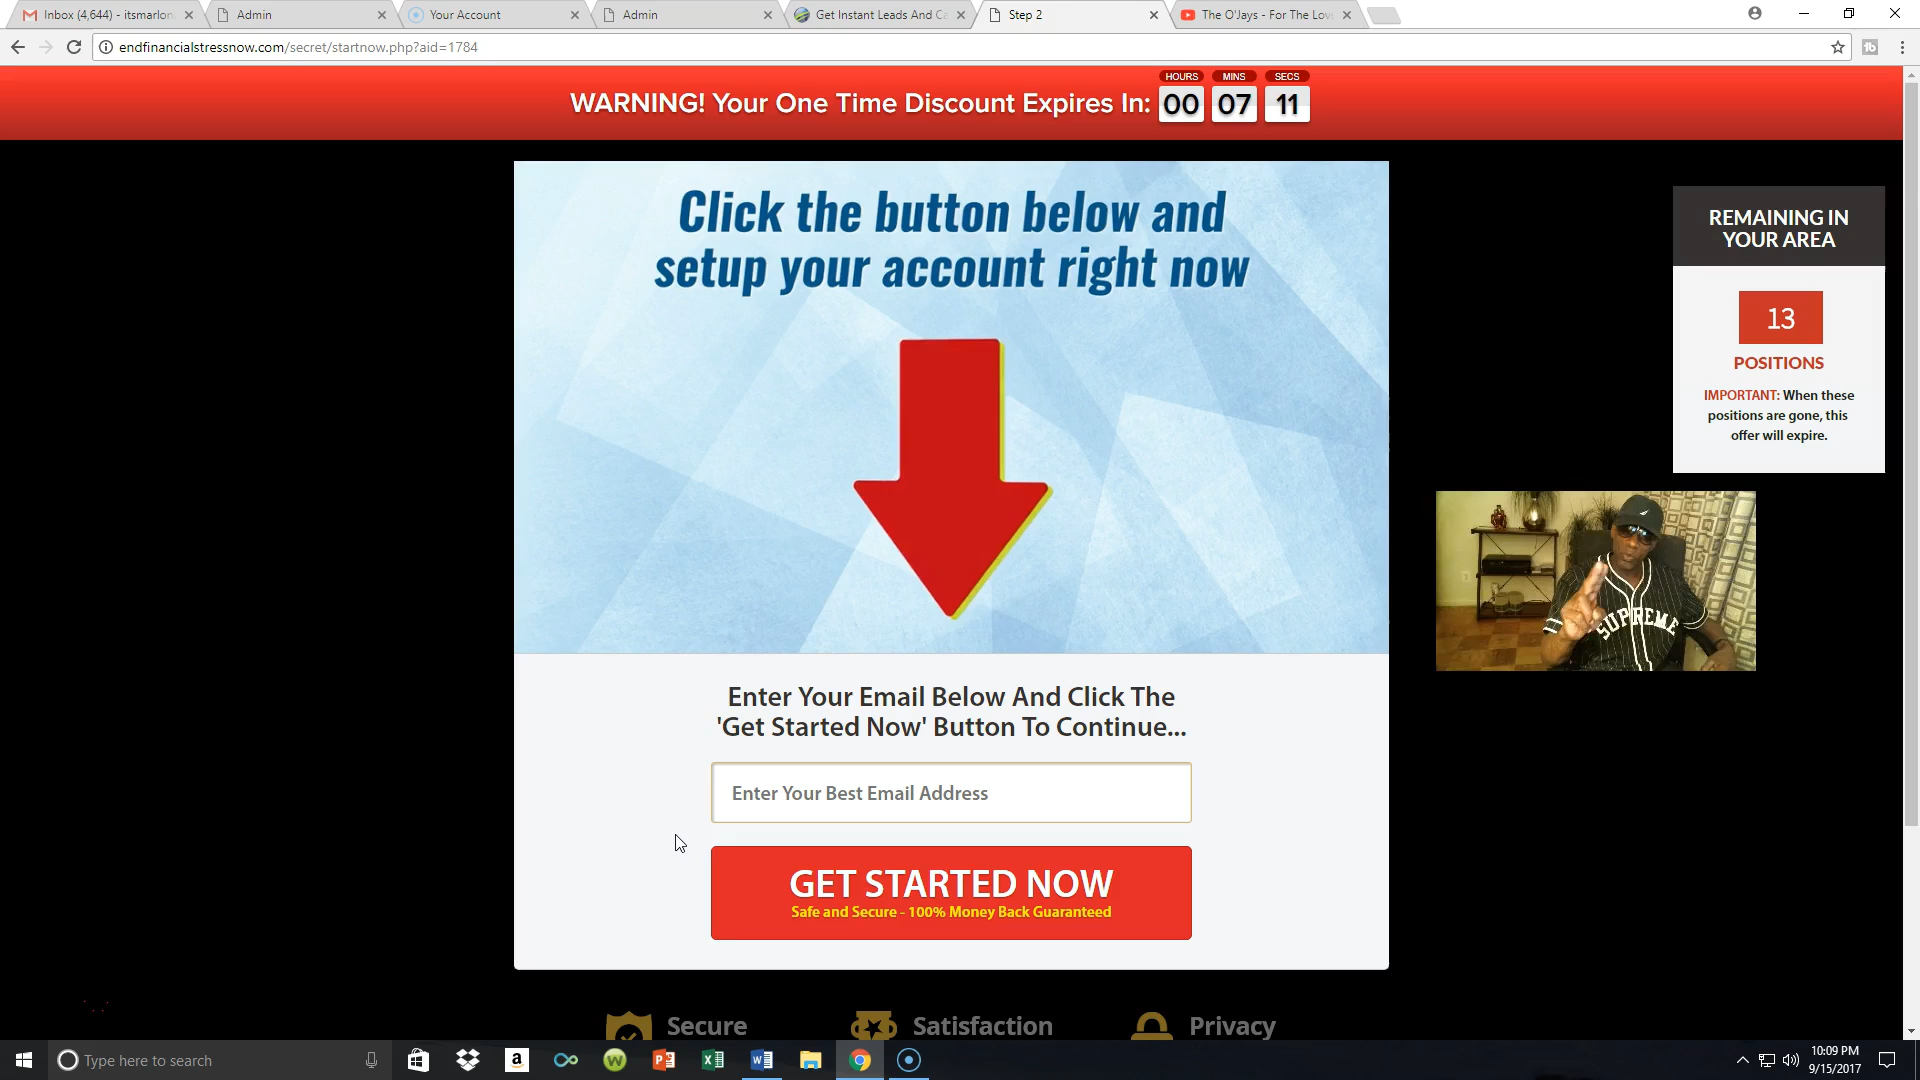 Inbox (4,644) - itsmarlon
Admin
Your Account
Admin
Get Instant Leads And Ca
Step 2
The O'Jays - For The Lov
endfinancialstressnow.com/secret/startnow.php?aid=1784
HOURS MINS SECS
WARNING! Your One Time Discount Expires In: 00 07 11
Click the button below and
setup your account right now
REMAINING IN
YOUR AREA
13
POSITIONS
IMPORTANT: When these
positions are gone, this
offer will expire.
SUPREME
Enter Your Email Below And Click The
'Get Started Now' Button To Continue...
Enter Your Best Email Address
GET STARTED NOW
Safe and Secure - 100% Money Back Guaranteed
Secure
Satisfaction
Privacy
Type here to search
10:09 PM
9/15/2017